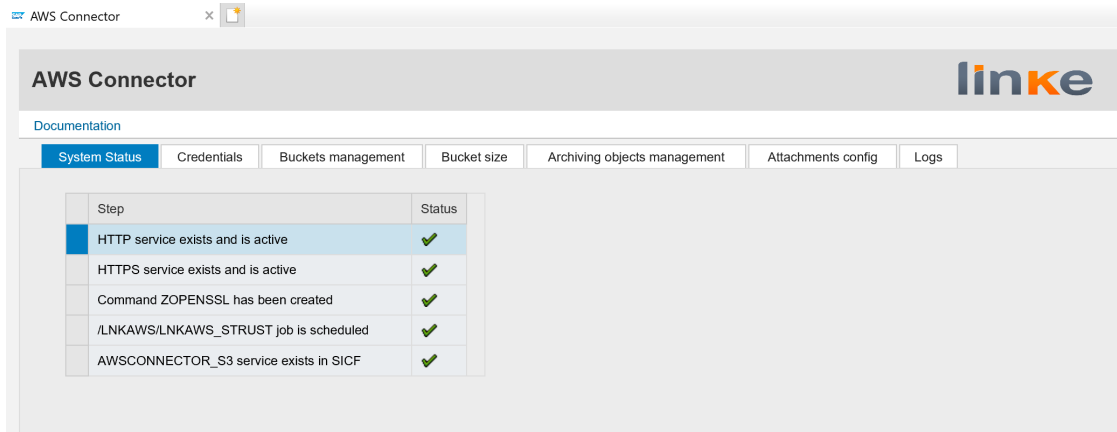 AWS Connector
AWS Connector
linke
Documentation
System Status Credentials Buckets management Bucket size Archiving objects management Attachments config Logs
Step Status
HTTP service exists and is active
HTTPS service exists and is active
Command ZOPENSSL has been created
/LNKAWS/LNKAWS_STRUST job is scheduled
AWSCONNECTOR_S3 service exists in SICF